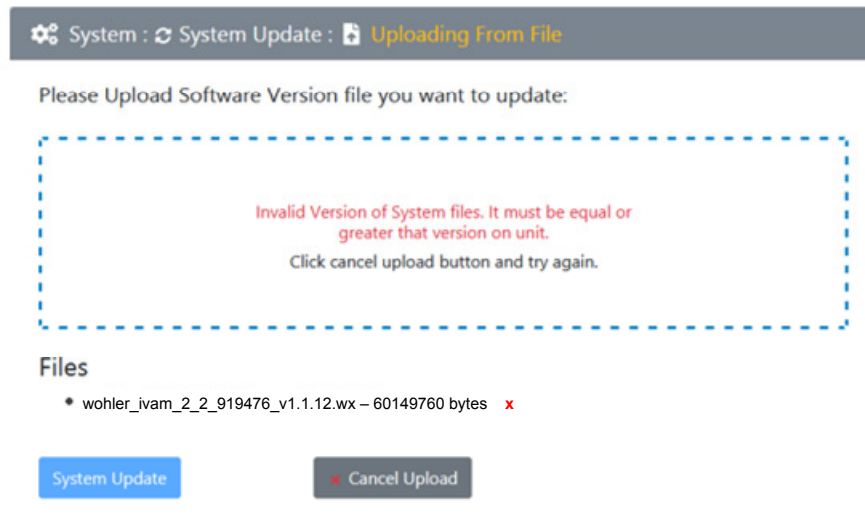 System : System Update : Uploading From File
Please Upload Software Version file you want to update:
Invalid Version of System files. It must be equal or
greater that version on unit.
Click cancel upload button and try again.
Files
wohler_ivam_2_2_919476_v1.1.12.wx – 60149760 bytes x
System Update
x Cancel Upload